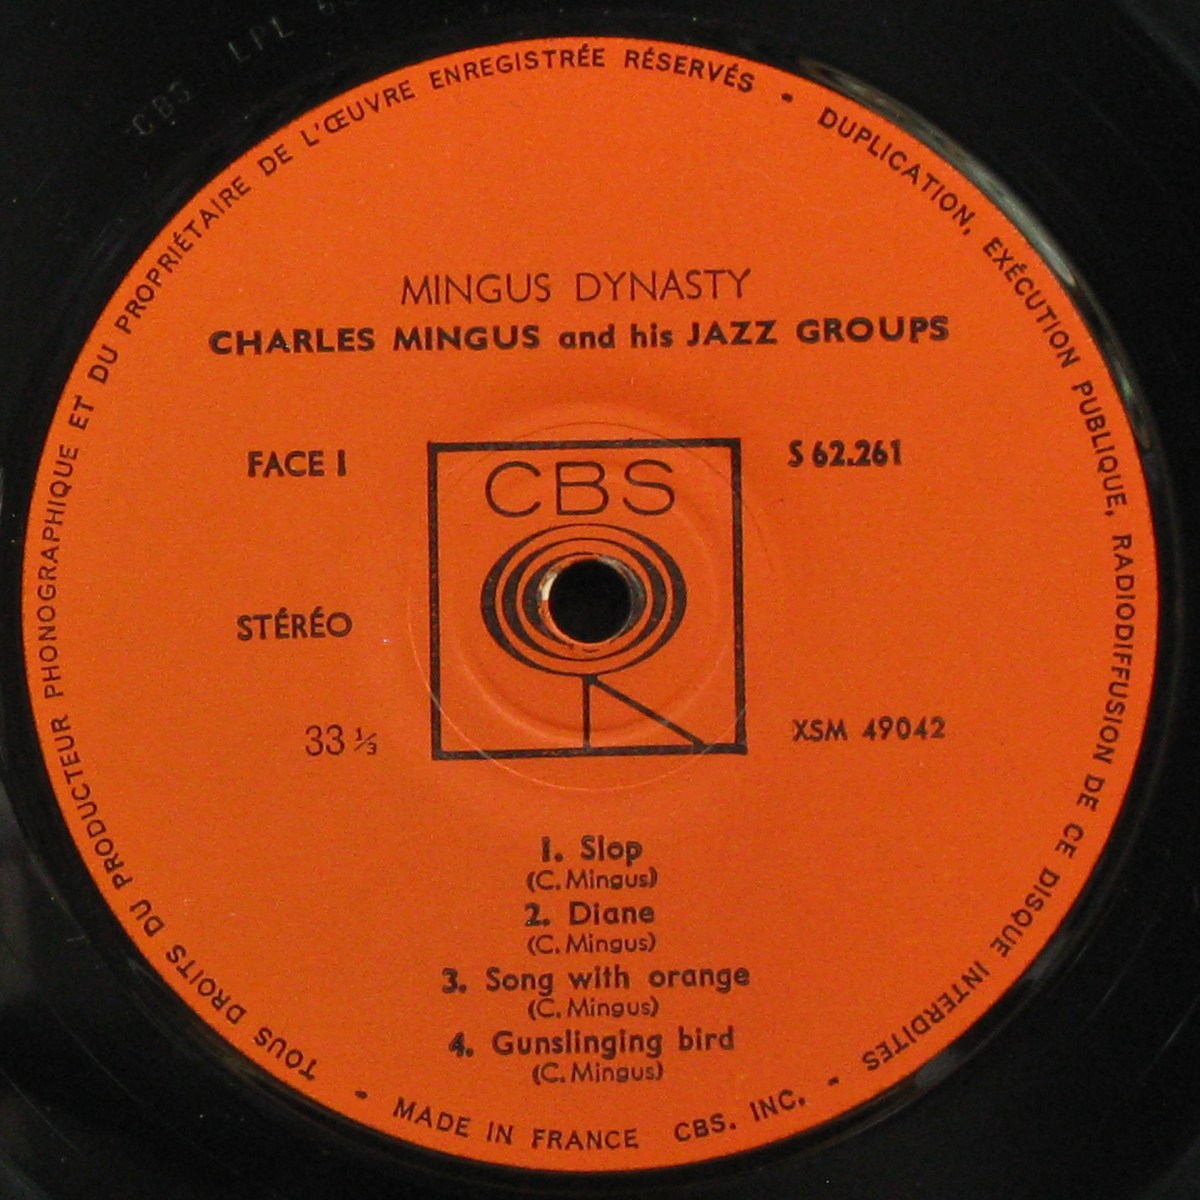 TOUS DROITS DU PRODUCTEUR PHONOGRAPHIQUE ET DU PROPRIÉTAIRE DE L'ŒUVRE ENREGISTRÉE RÉSERVÉS • DUPLICATION, EXÉCUTION PUBLIQUE, RADIODIFFUSION DE CE DISQUE INTERDITES •
MINGUS DYNASTY
CHARLES MINGUS and his JAZZ GROUPS
FACE I
S 62.261
CBS
STÉRÉO
33 ⅓
XSM 49042
1. Slop
(C. Mingus)
2. Diane
(C. Mingus)
3. Song with orange
(C. Mingus)
4. Gunslinging bird
(C. Mingus)
• MADE IN FRANCE CBS. INC.
CBS LPL